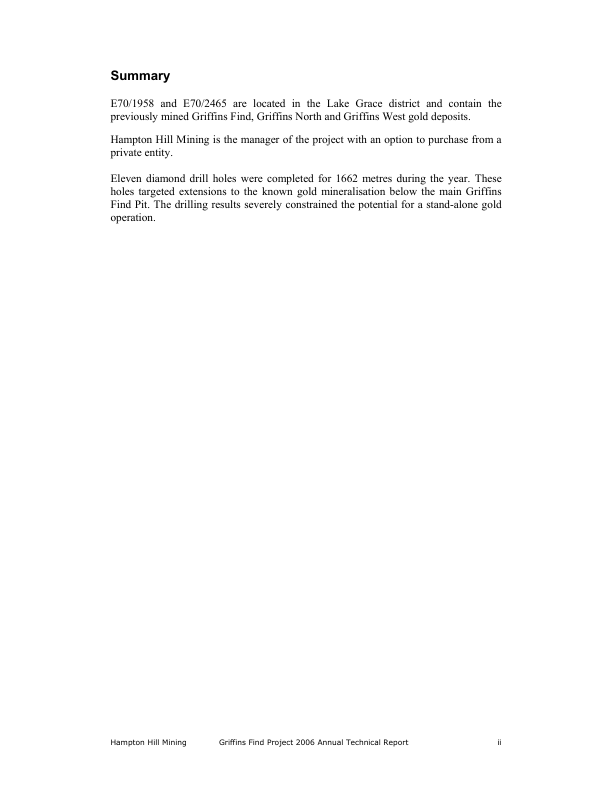 Summary
E70/1958 and E70/2465 are located in the Lake Grace district and contain the
previously mined Griffins Find, Griffins North and Griffins West gold deposits.
Hampton Hill Mining is the manager of the project with an option to purchase from a
private entity.
Eleven diamond drill holes were completed for 1662 metres during the year. These
holes targeted extensions to the known gold mineralisation below the main Griffins
Find Pit. The drilling results severely constrained the potential for a stand-alone gold
operation.
Hampton Hill Mining Griffins Find Project 2006 Annual Technical Report ii